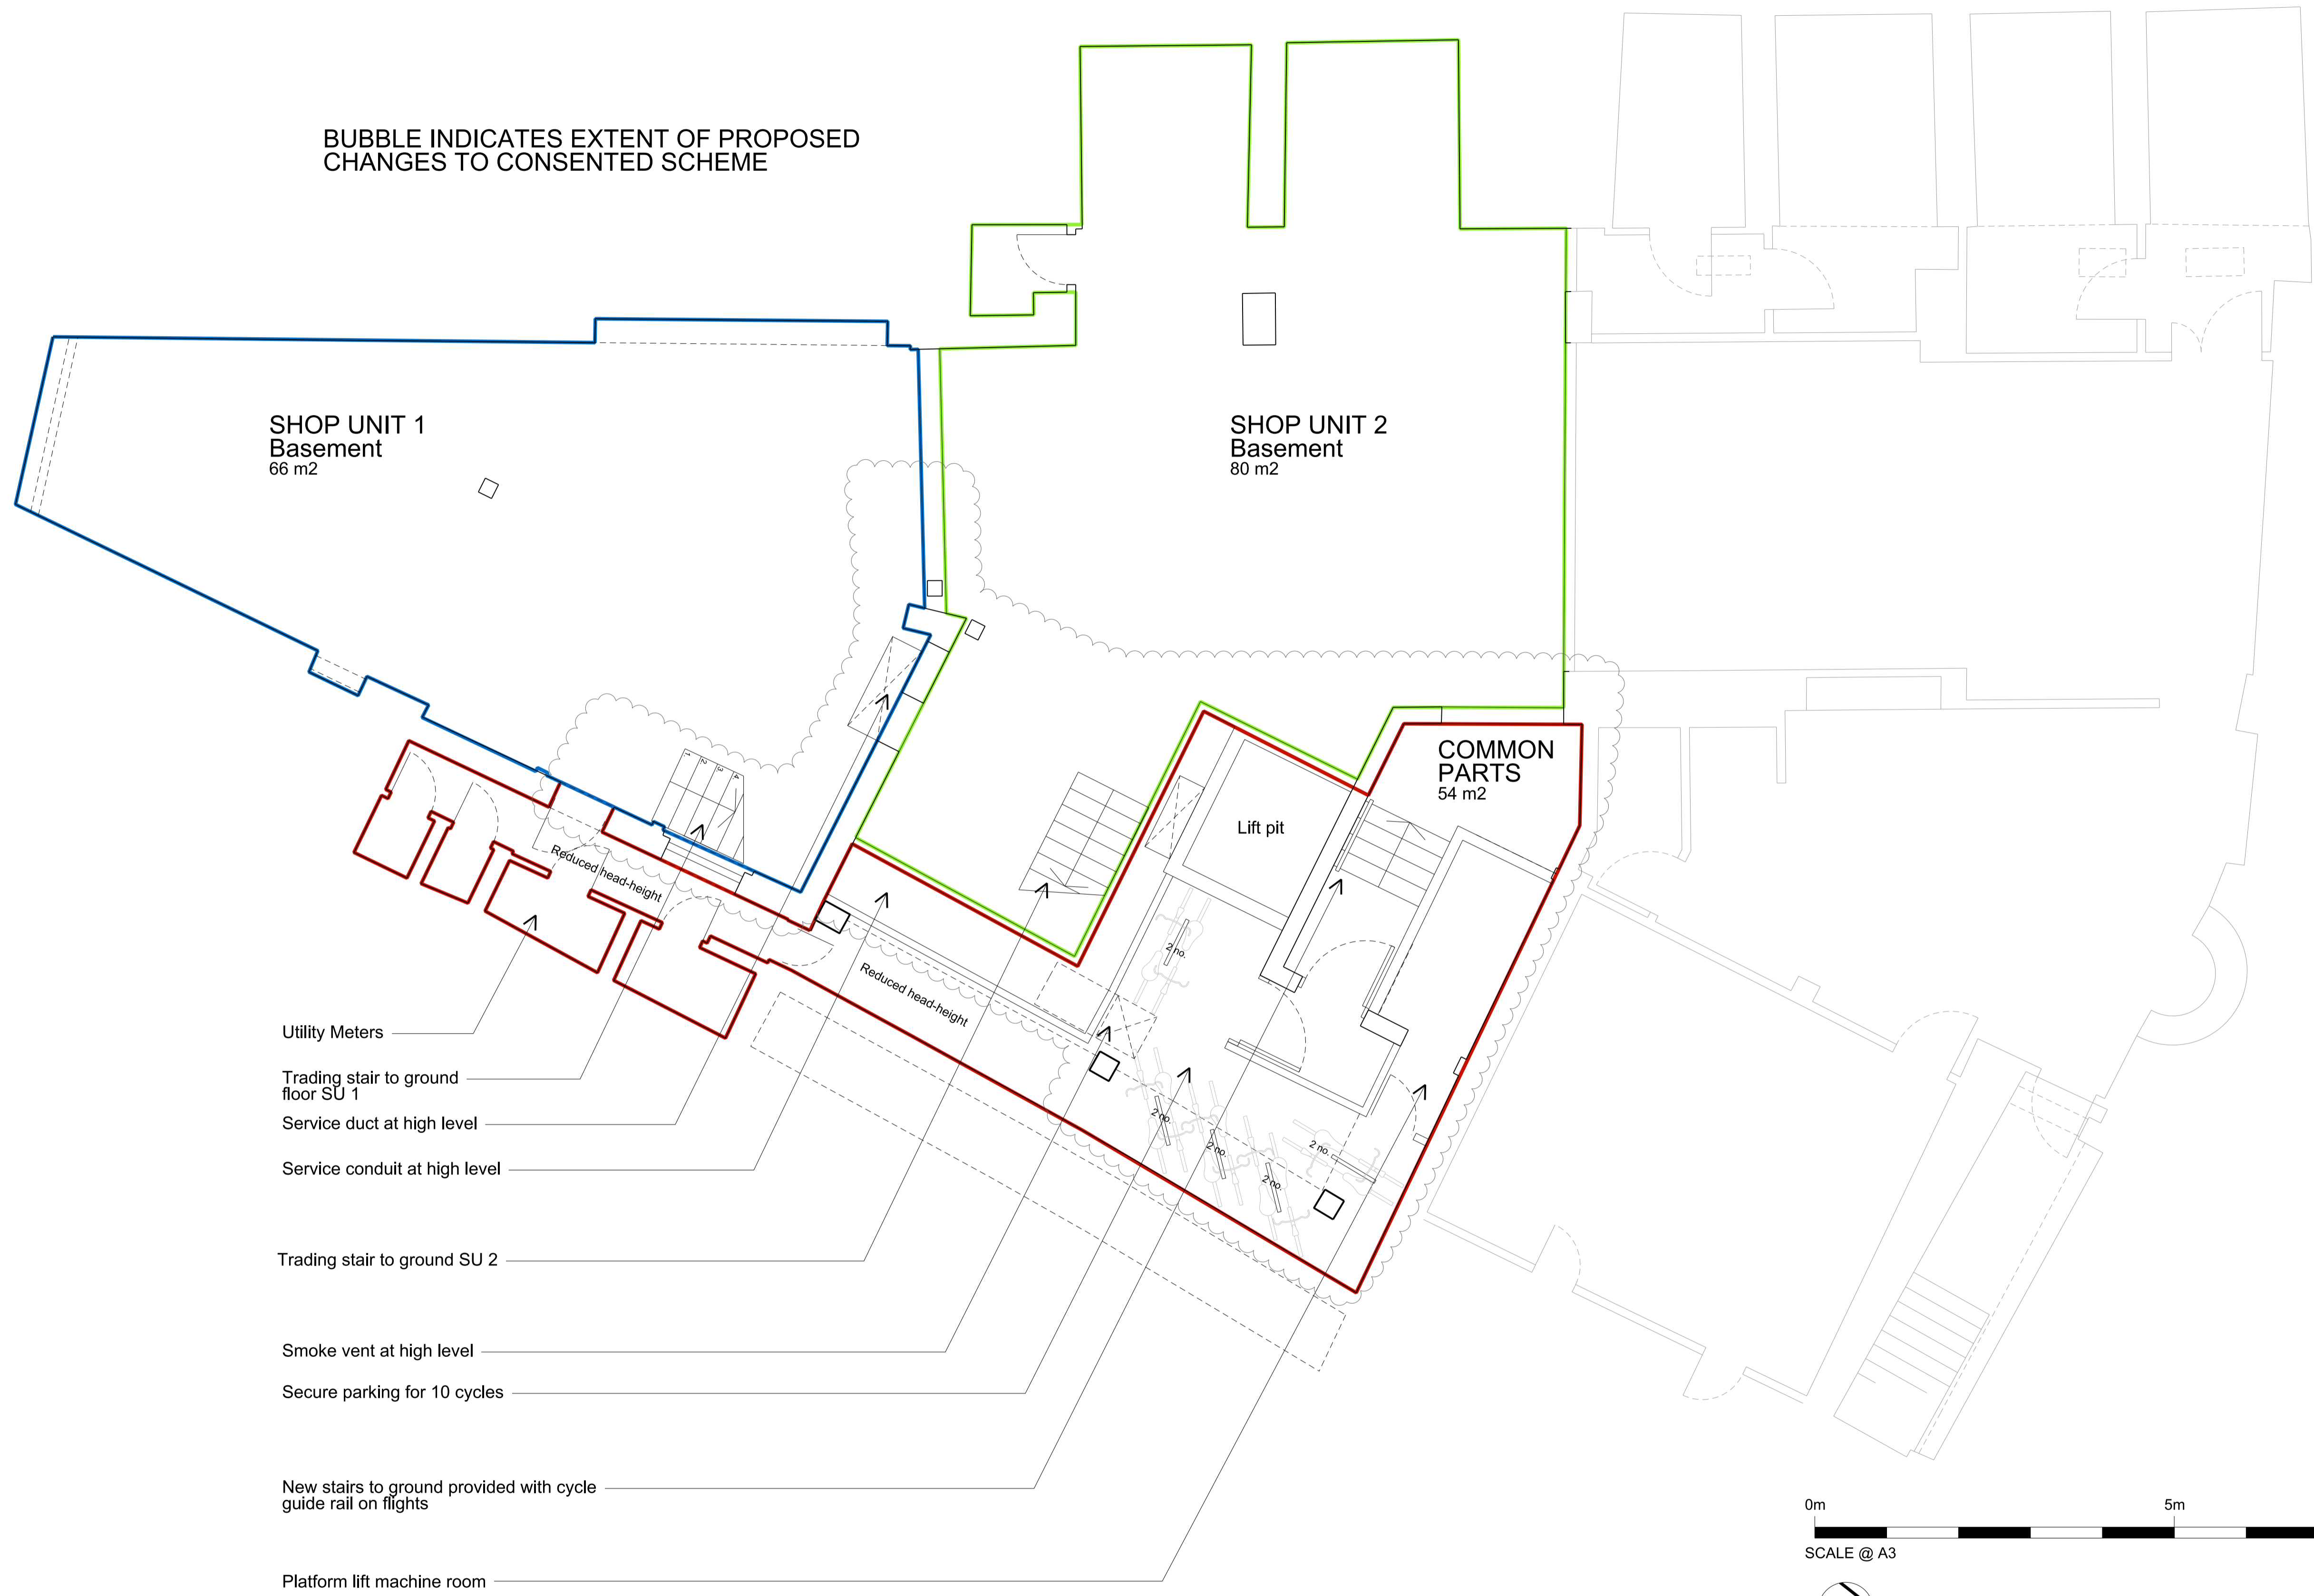 BUBBLE INDICATES EXTENT OF PROPOSED
CHANGES TO CONSENTED SCHEME
SHOP UNIT 1
Basement
66 m2
SHOP UNIT 2
Basement
80 m2
COMMON
PARTS
54 m2
1
2
3
4
Lift pit
Reduced head-height
Reduced head-height
2 no.
2 no.
2 no.
2 no.
2 no.
Utility Meters
Trading stair to ground
floor SU 1
Service duct at high level
Service conduit at high level
Trading stair to ground SU 2
Smoke vent at high level
Secure parking for 10 cycles
New stairs to ground provided with cycle
guide rail on flights
Platform lift machine room
0m
5m
SCALE @ A3